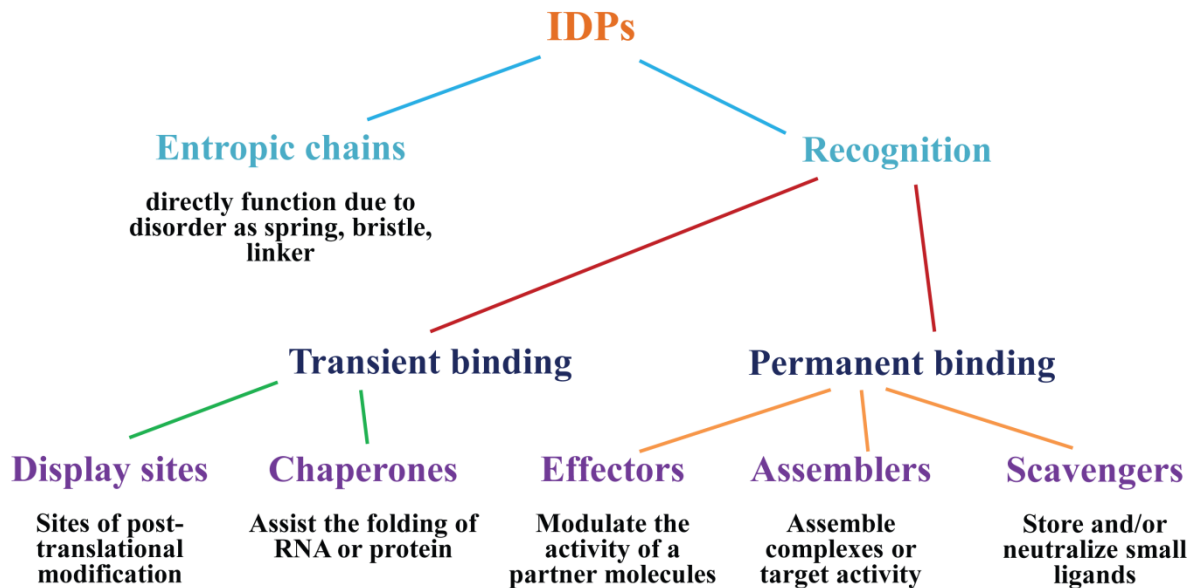 IDPs
Entropic chains
directly function due to
disorder as spring, bristle,
linker
Recognition
Transient binding
Permanent binding
Display sites
Sites of post-
translational
modification
Chaperones
Assist the folding of
RNA or protein
Effectors
Modulate the
activity of a
partner molecules
Assemblers
Assemble
complexes or
target activity
Scavengers
Store and/or
neutralize small
ligands